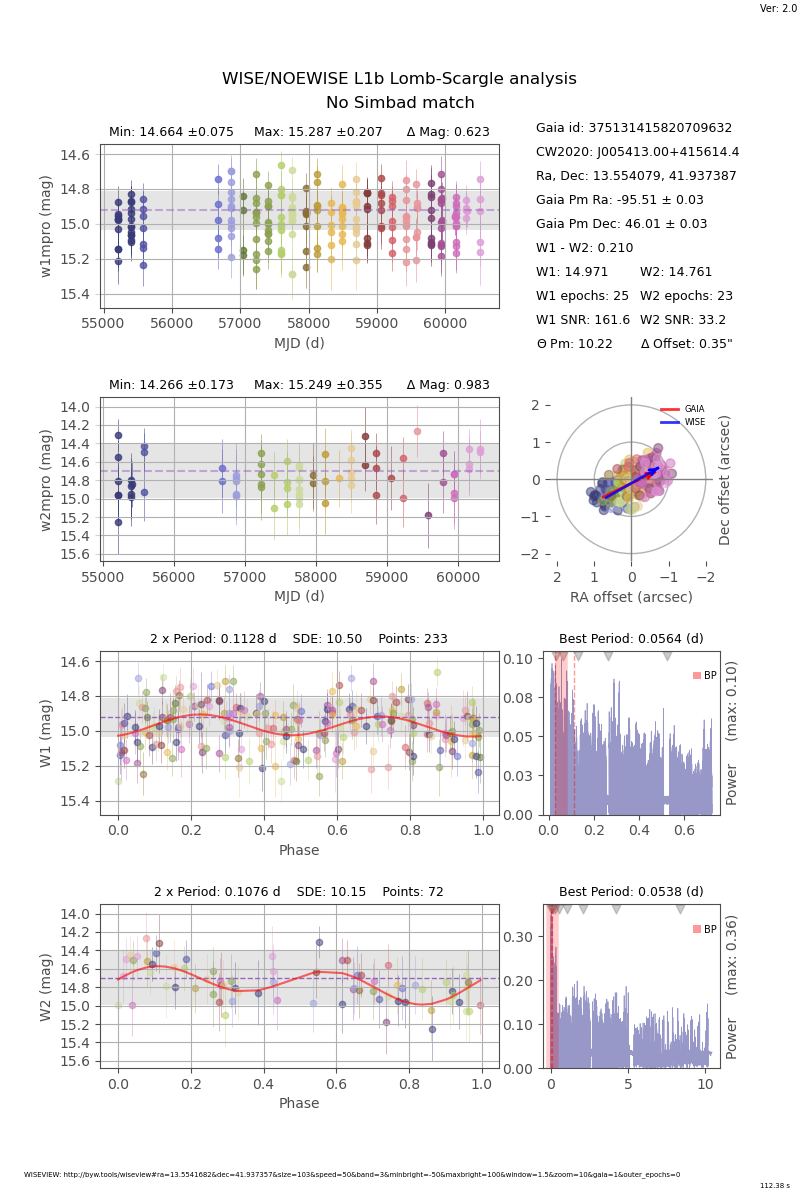 Ver: 2.0
WISE/NOEWISE L1b Lomb-Scargle analysis
No Simbad match
Min: 14.664 ±0.075 Max: 15.287 ±0.207 Δ Mag: 0.623
14.6
14.8
15.0
15.2
15.4
w1mpro (mag)
55000 56000 57000 58000 59000 60000
MJD (d)
Gaia id: 375131415820709632
CW2020: J005413.00+415614.4
Ra, Dec: 13.554079, 41.937387
Gaia Pm Ra: -95.51 ± 0.03
Gaia Pm Dec: 46.01 ± 0.03
W1 - W2: 0.210
W1: 14.971 W2: 14.761
W1 epochs: 25 W2 epochs: 23
W1 SNR: 161.6 W2 SNR: 33.2
Θ Pm: 10.22 Δ Offset: 0.35"
Min: 14.266 ±0.173 Max: 15.249 ±0.355 Δ Mag: 0.983
14.0
14.2
14.4
14.6
14.8
15.0
15.2
15.4
15.6
w2mpro (mag)
55000 56000 57000 58000 59000 60000
MJD (d)
GAIA
WISE
2
1
0
−1
−2
Dec offset (arcsec)
2 1 0 −1 −2
RA offset (arcsec)
2 x Period: 0.1128 d SDE: 10.50 Points: 233
14.6
14.8
15.0
15.2
15.4
W1 (mag)
0.0 0.2 0.4 0.6 0.8 1.0
Phase
Best Period: 0.0564 (d)
BP
0.10
0.08
0.05
0.03
0.00
Power (max: 0.10)
0.0 0.2 0.4 0.6
2 x Period: 0.1076 d SDE: 10.15 Points: 72
14.0
14.2
14.4
14.6
14.8
15.0
15.2
15.4
15.6
W2 (mag)
0.0 0.2 0.4 0.6 0.8 1.0
Phase
Best Period: 0.0538 (d)
BP
0.30
0.20
0.10
0.00
Power (max: 0.36)
0 5 10
WISEVIEW: http://byw.tools/wiseview#ra=13.5541682&dec=41.937357&size=103&speed=50&band=3&minbright=-50&maxbright=100&window=1.5&zoom=10&gaia=1&outer_epochs=0
112.38 s